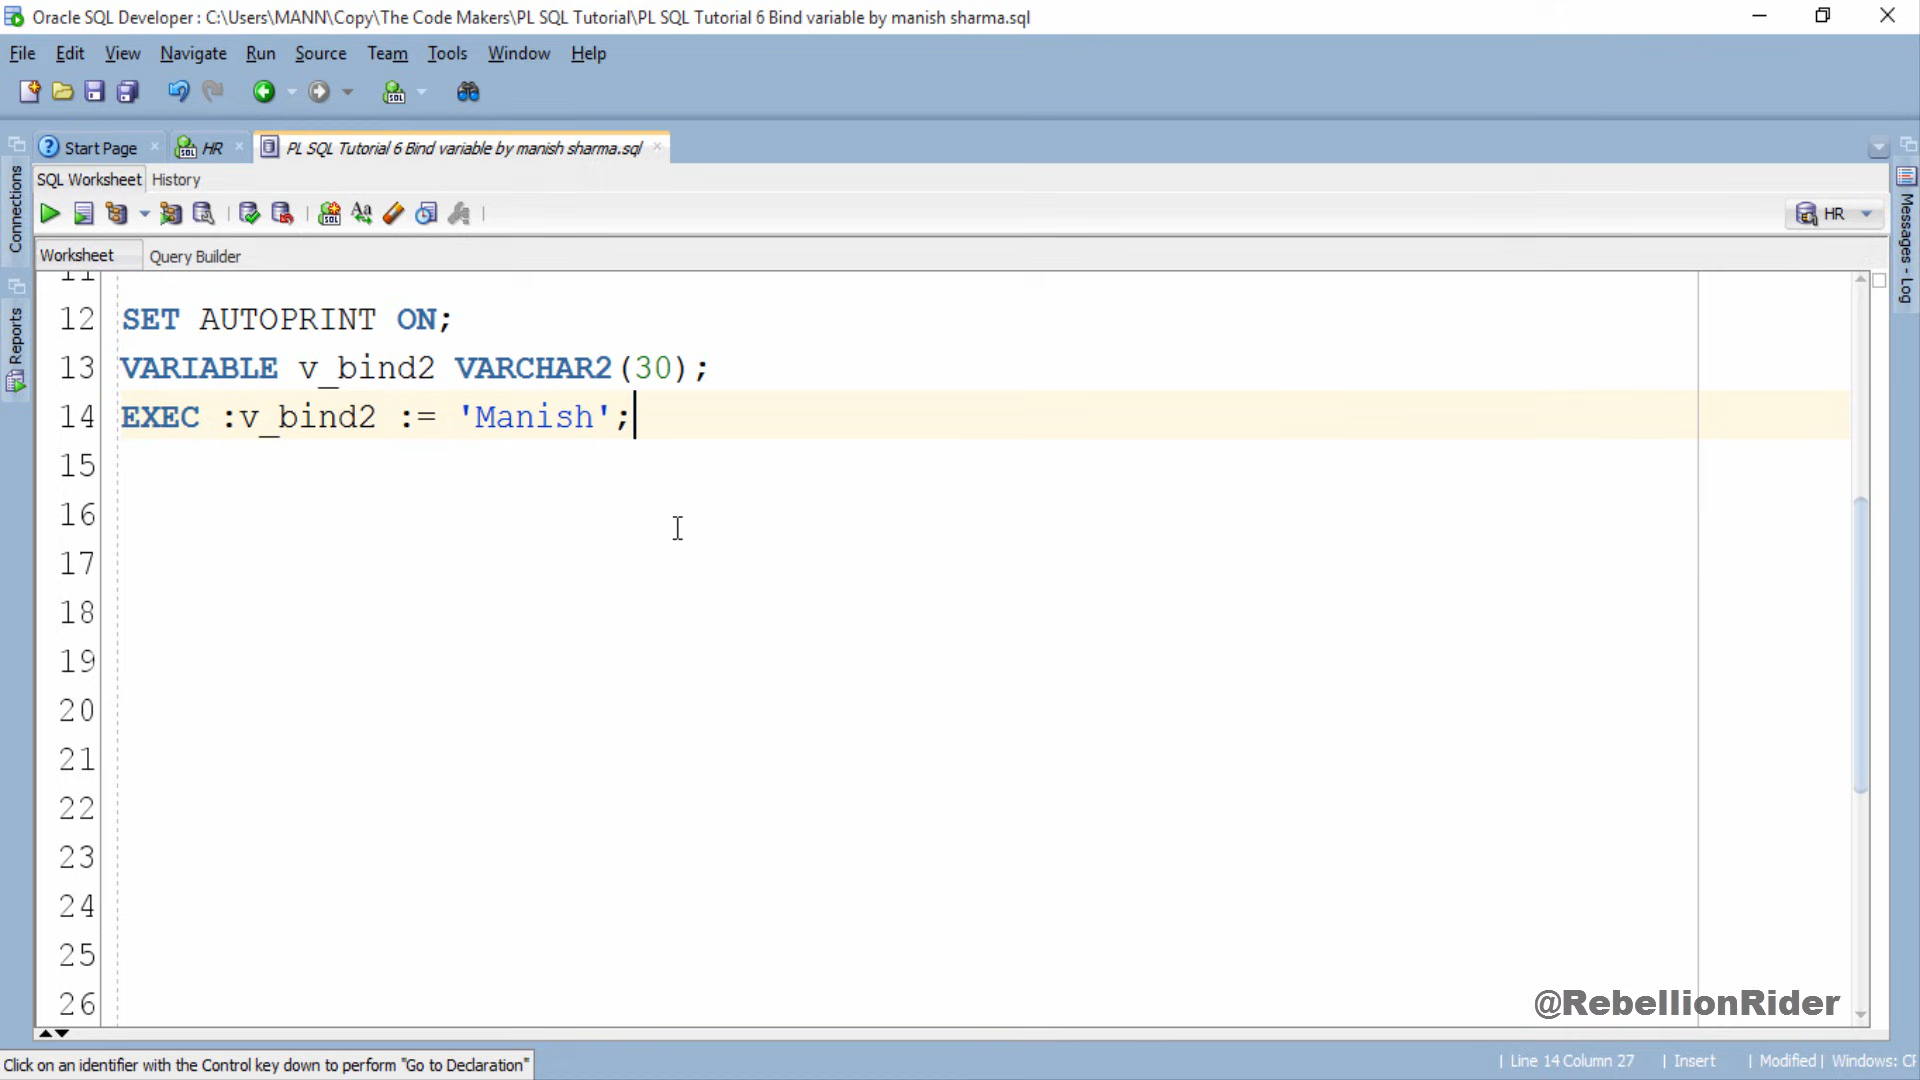 Oracle SQL Developer : C:\Users\MANN\Copy\The Code Makers\PL SQL Tutorial\PL SQL Tutorial 6 Bind variable by manish sharma.sql
File Edit View Navigate Run Source Team Tools Window Help
Start Page HR PL SQL Tutorial 6 Bind variable by manish sharma.sql
SQL Worksheet History
HR
Worksheet Query Builder
Connections
Reports
Messages - Log
11
12 SET AUTOPRINT ON;
13 VARIABLE v_bind2 VARCHAR2(30);
14 EXEC :v_bind2 := 'Manish';
15
16
17
18
19
20
21
22
23
24
25
26
@RebellionRider
Click on an identifier with the Control key down to perform "Go to Declaration"
| Line 14 Column 27 | Insert | Modified | Windows: